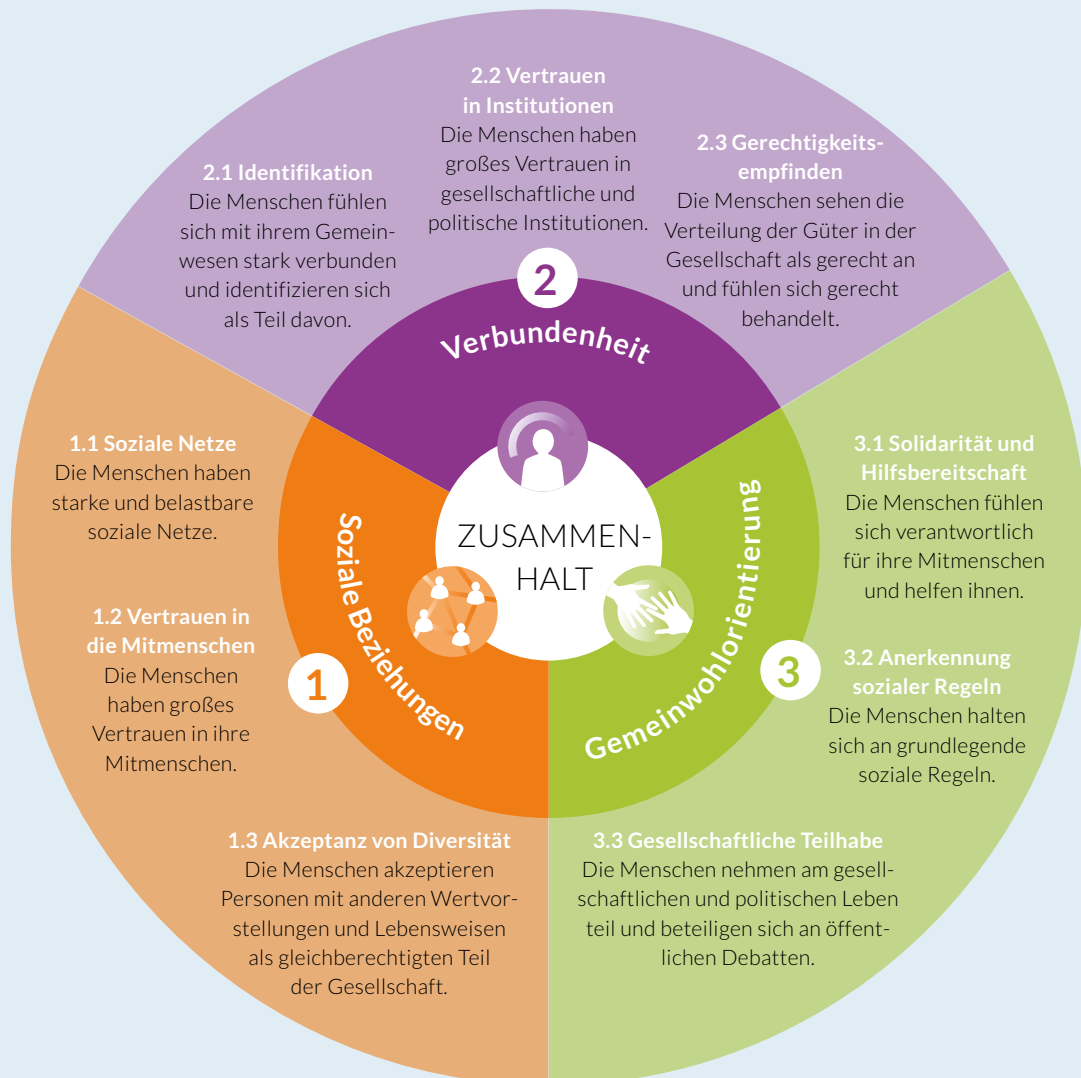 ZUSAMMEN-
HALT
1
Soziale Beziehungen
1.1 Soziale Netze
Die Menschen haben
starke und belastbare
soziale Netze.
1.2 Vertrauen in
die Mitmenschen
Die Menschen
haben großes
Vertrauen in ihre
Mitmenschen.
1.3 Akzeptanz von Diversität
Die Menschen akzeptieren
Personen mit anderen Wertvor-
stellungen und Lebensweisen
als gleichberechtigten Teil
der Gesellschaft.
2
Verbundenheit
2.1 Identifikation
Die Menschen fühlen
sich mit ihrem Gemein-
wesen stark verbunden
und identifizieren sich
als Teil davon.
2.2 Vertrauen
in Institutionen
Die Menschen haben
großes Vertrauen in
gesellschaftliche und
politische Institutionen.
2.3 Gerechtigkeits-
empfinden
Die Menschen sehen die
Verteilung der Güter in der
Gesellschaft als gerecht an
und fühlen sich gerecht
behandelt.
3
Gemeinwohlorientierung
3.1 Solidarität und
Hilfsbereitschaft
Die Menschen fühlen
sich verantwortlich
für ihre Mitmenschen
und helfen ihnen.
3.2 Anerkennung
sozialer Regeln
Die Menschen halten
sich an grundlegende
soziale Regeln.
3.3 Gesellschaftliche Teilhabe
Die Menschen nehmen am gesell-
schaftlichen und politischen Leben
teil und beteiligen sich an öffent-
lichen Debatten.